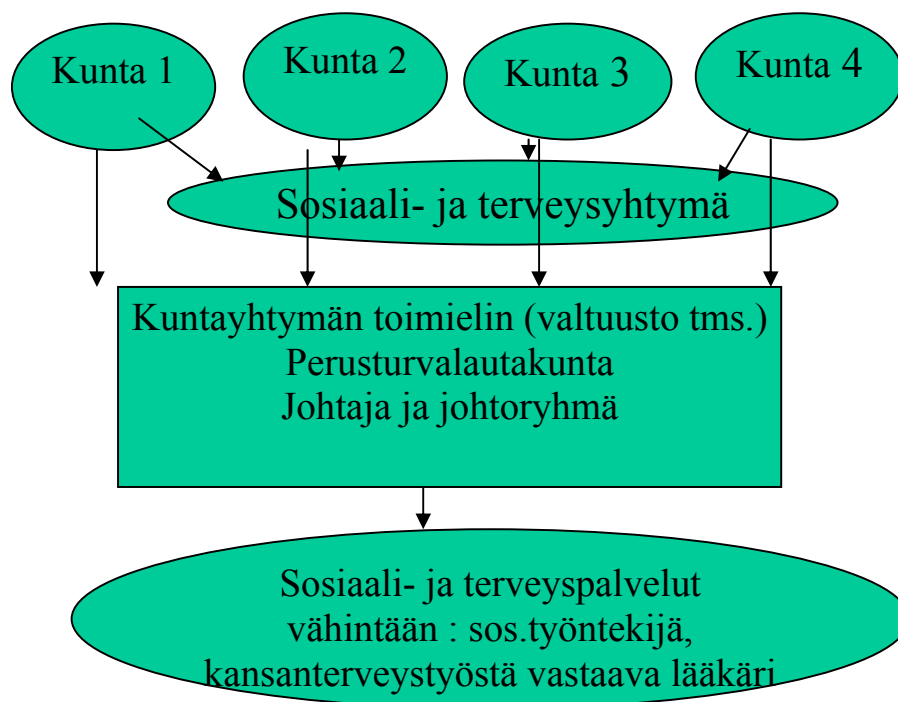 Kunta 1
Kunta 2
Kunta 3
Kunta 4
Sosiaali- ja terveysyhtymä
Kuntayhtymän toimielin (valtuusto tms.)
Perusturvalautakunta
Johtaja ja johtoryhmä
Sosiaali- ja terveyspalvelut
vähintään : sos.työntekijä,
kansanterveystyöstä vastaava lääkäri